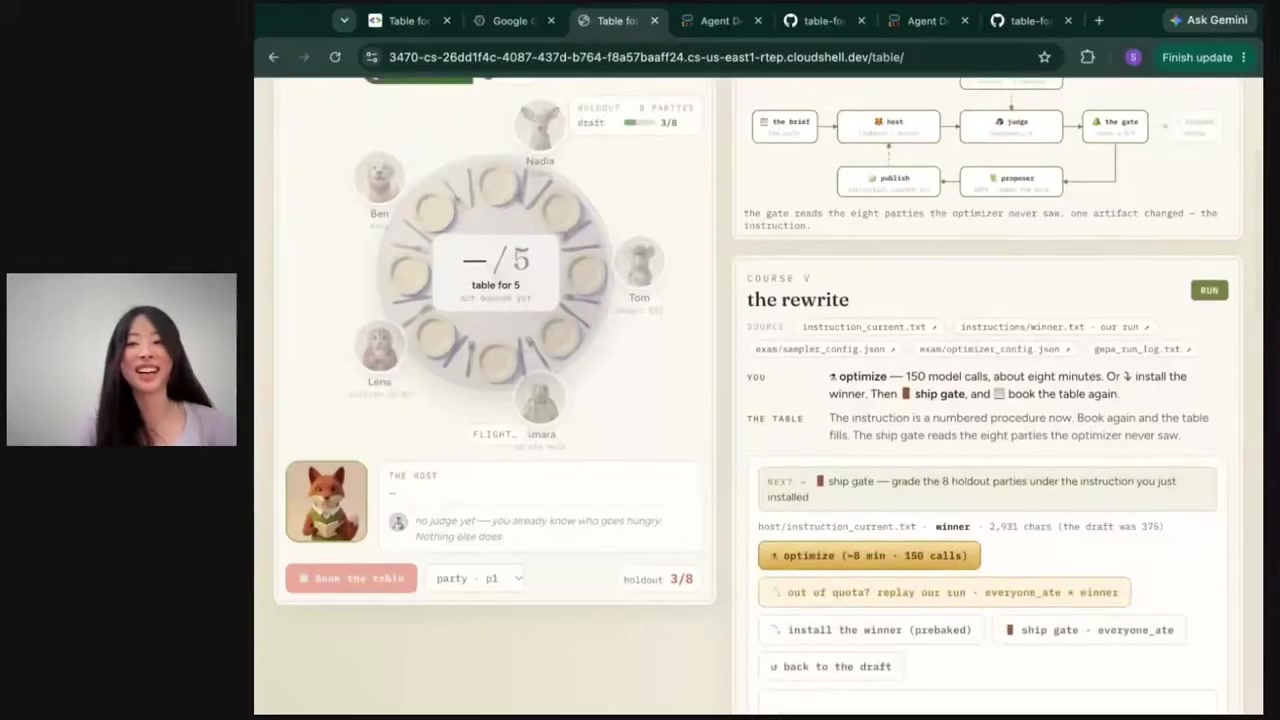 Table for
Google C
Table for
Agent D
table-fo
Agent D
table-fo
Ask Gemini
3470-cs-26dd1f4c-4087-437d-b764-f8a57baaff24.cs-us-east1-rtep.cloudshell.dev/table/
S
Finish update
HOLDOUT 8 PARTIES
draft 3/8
Nadia
Ben
Tom
Lena
Amara
FLIGHT…
—/5
table for 5
not booked yet
THE HOST
—
no judge yet — you already know who goes hungry.
Nothing else does
Book the table
party · p1
holdout 3/8
the brief
host
judge
the gate
publish
proposer
the gate reads the eight parties the optimizer never saw. one artifact changed — the
instruction.
COURSE V
the rewrite
RUN
SOURCE instruction_current.txt ↗ instructions/winner.txt · our run ↗
exam/sampler_config.json ↗ exam/optimizer_config.json ↗ gepa_run_log.txt ↗
YOU
optimize — 150 model calls, about eight minutes. Or ⤵ install the
winner. Then ship gate, and book the table again.
THE TABLE
The instruction is a numbered procedure now. Book again and the table
fills. The ship gate reads the eight parties the optimizer never saw.
NEXT → ship gate — grade the 8 holdout parties under the instruction you just
installed
host/instruction_current.txt · winner · 2,931 chars (the draft was 375)
optimize (~8 min · 150 calls)
out of quota? replay our run · everyone_ate × winner
install the winner (prebaked)
ship gate · everyone_ate
↺ back to the draft